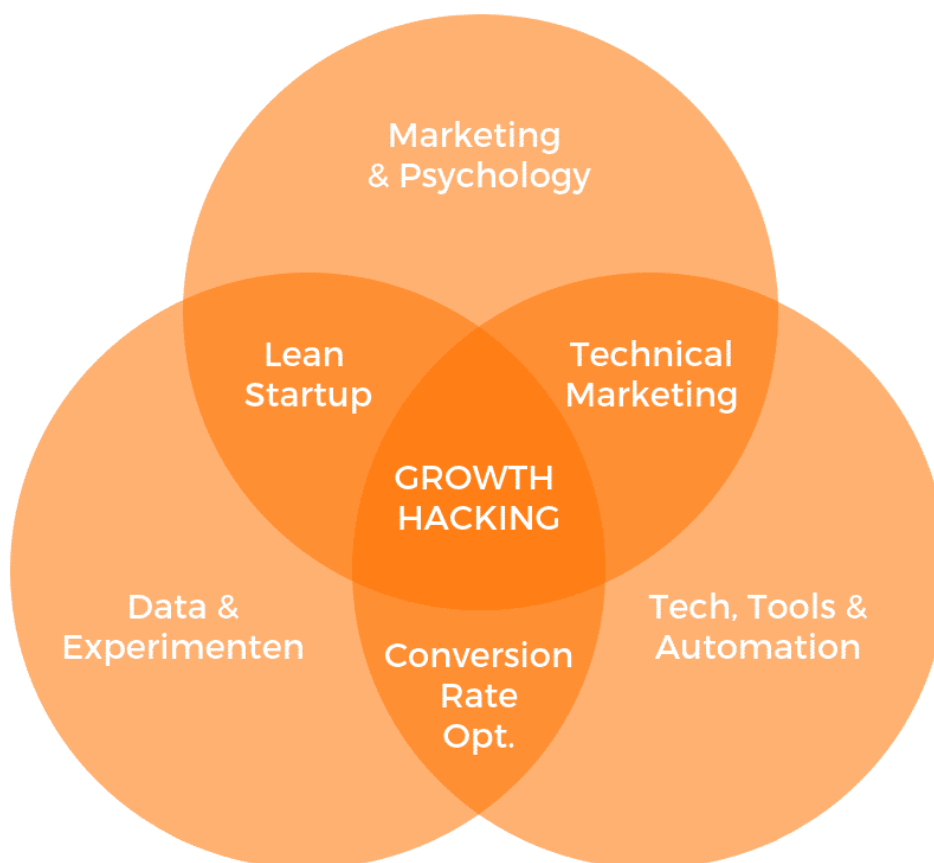 Marketing
& Psychology
Lean
Startup
Technical
Marketing
GROWTH
HACKING
Data &
Experimenten
Tech, Tools &
Automation
Conversion
Rate
Opt.